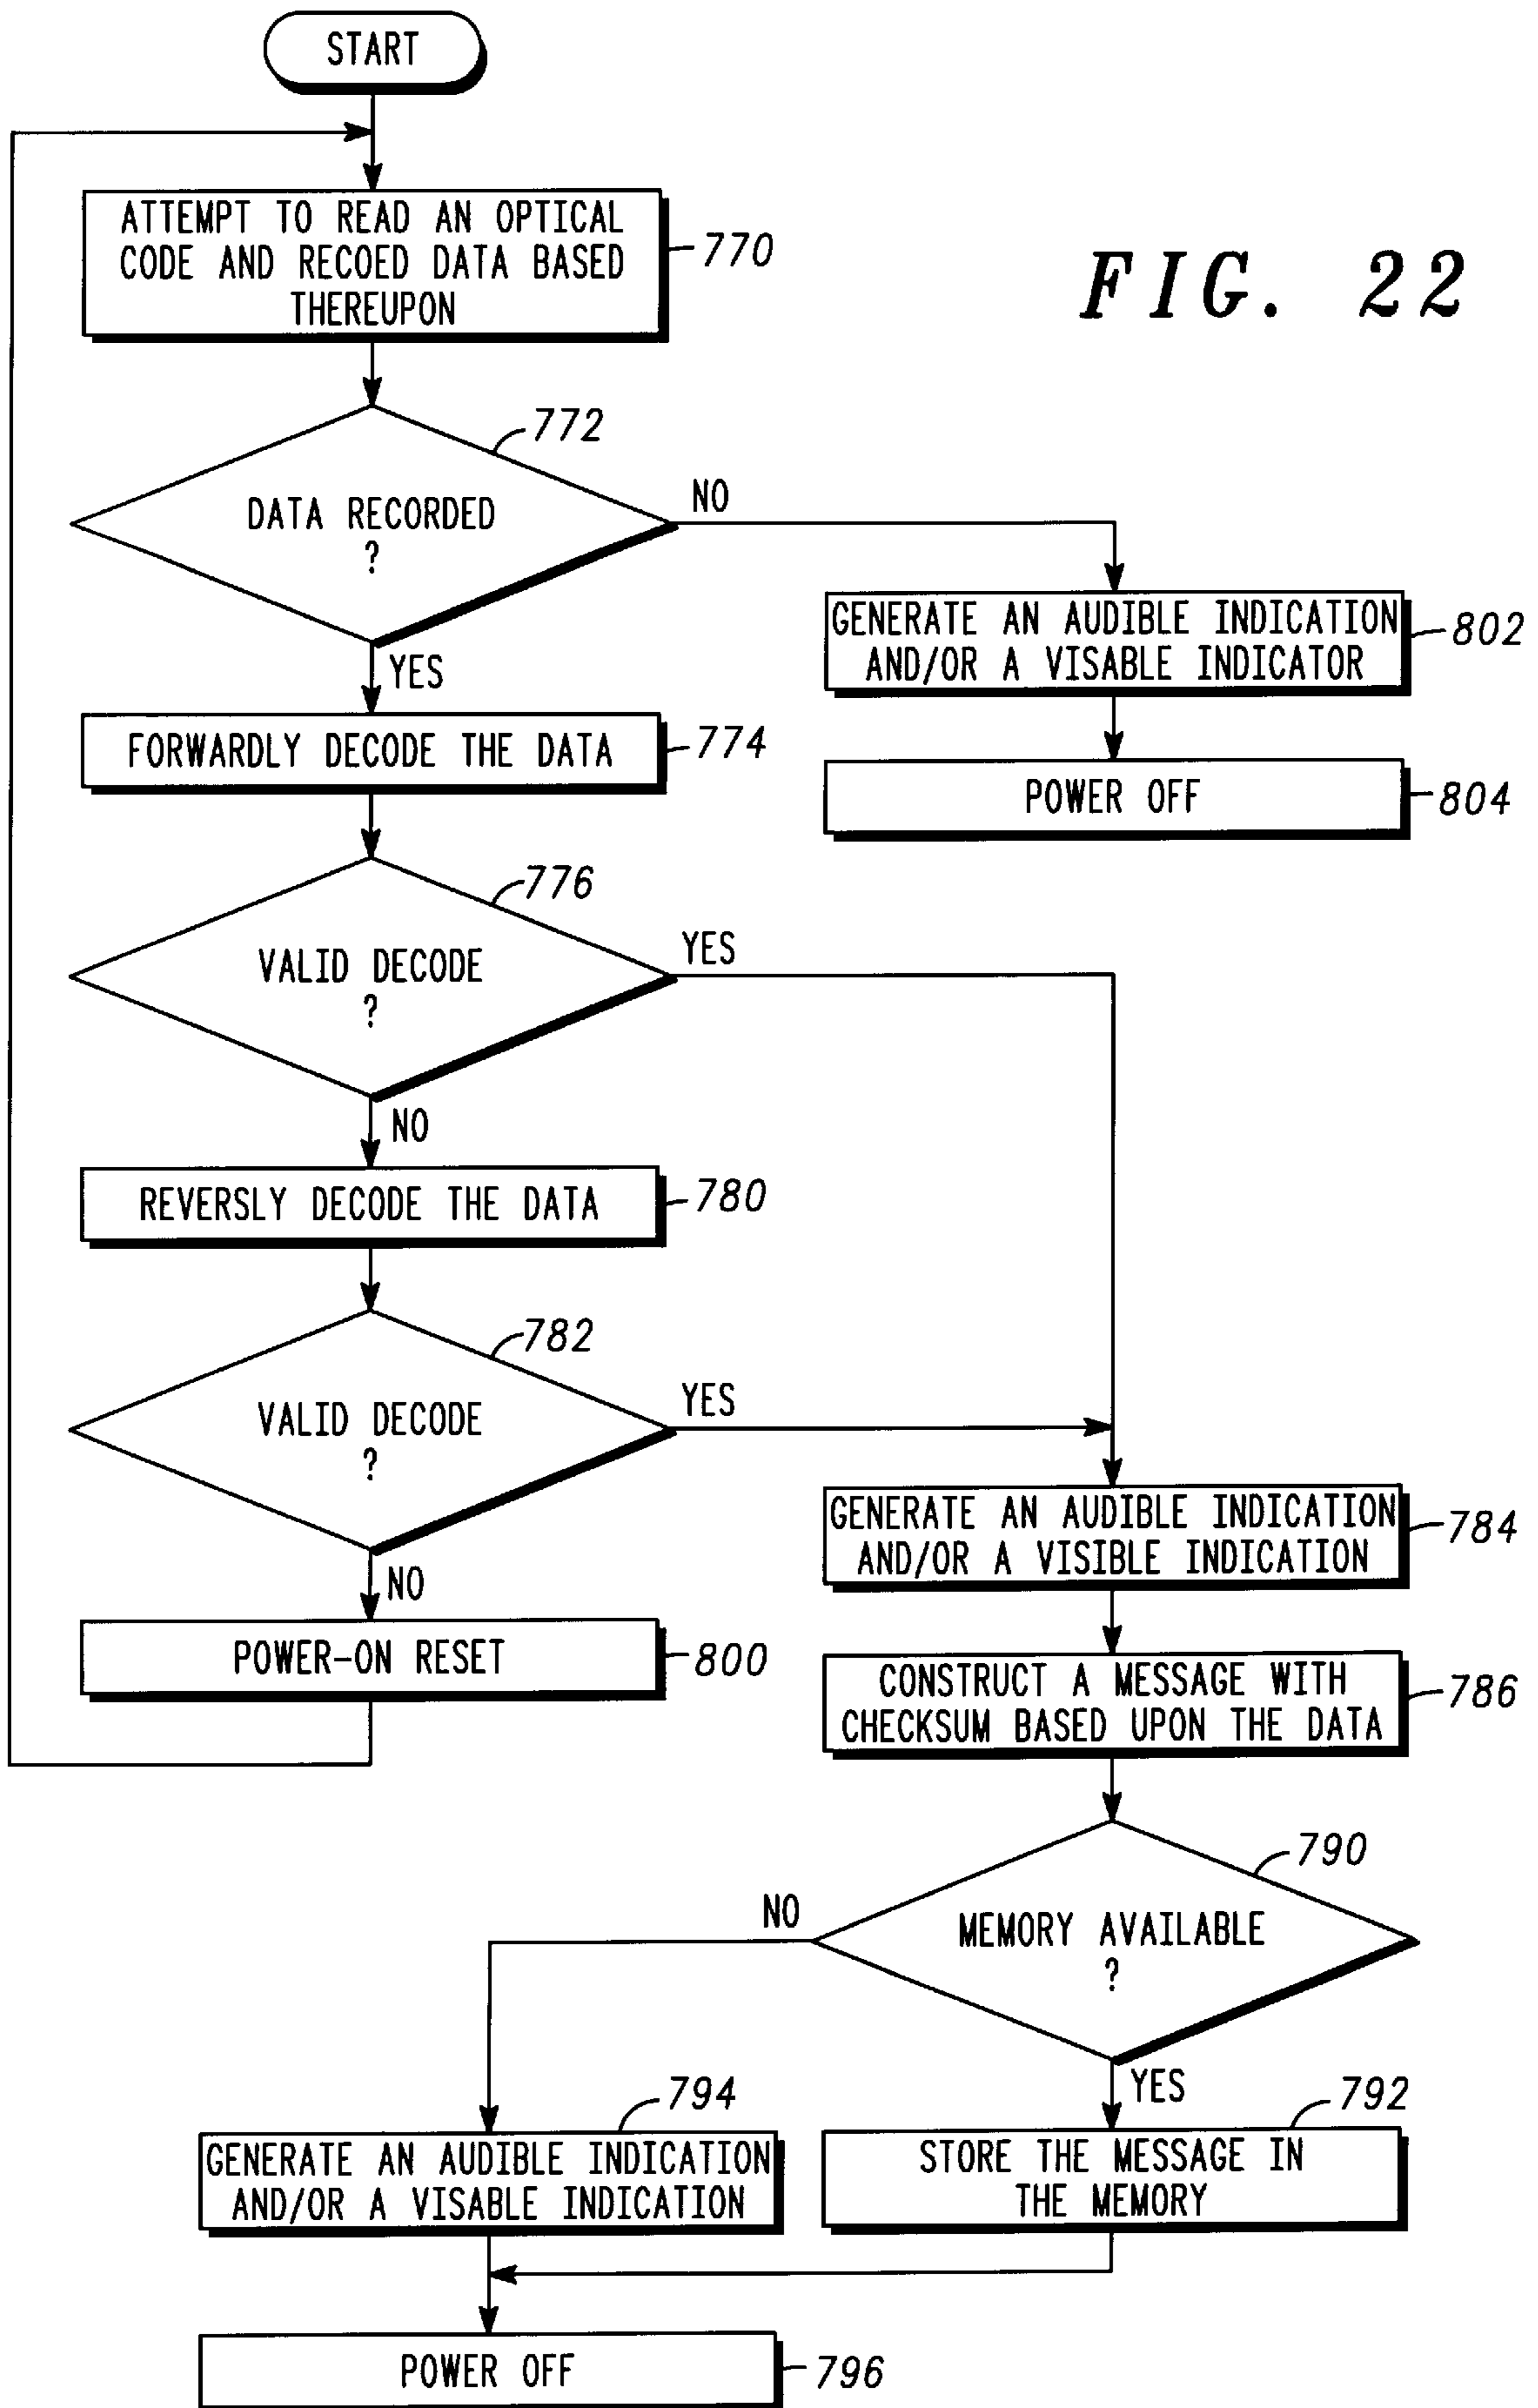 START
ATTEMPT TO READ AN OPTICAL
CODE AND RECOED DATA BASED
THEREUPON
770
FIG. 22
772
DATA RECORDED
?
NO
YES
GENERATE AN AUDIBLE INDICATION
AND/OR A VISABLE INDICATOR
802
FORWARDLY DECODE THE DATA
774
POWER OFF
804
776
VALID DECODE
?
YES
NO
REVERSLY DECODE THE DATA
780
782
VALID DECODE
?
YES
NO
GENERATE AN AUDIBLE INDICATION
AND/OR A VISIBLE INDICATION
784
POWER-ON RESET
800
CONSTRUCT A MESSAGE WITH
CHECKSUM BASED UPON THE DATA
786
790
MEMORY AVAILABLE
?
NO
YES
794
GENERATE AN AUDIBLE INDICATION
AND/OR A VISABLE INDICATION
792
STORE THE MESSAGE IN
THE MEMORY
POWER OFF
796